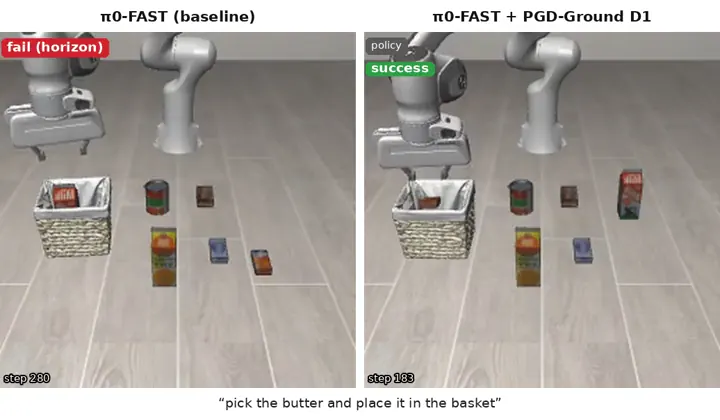 π0-FAST (baseline)
π0-FAST + PGD-Ground D1
fail (horizon)
policy
success
step 280
step 183
“pick the butter and place it in the basket”